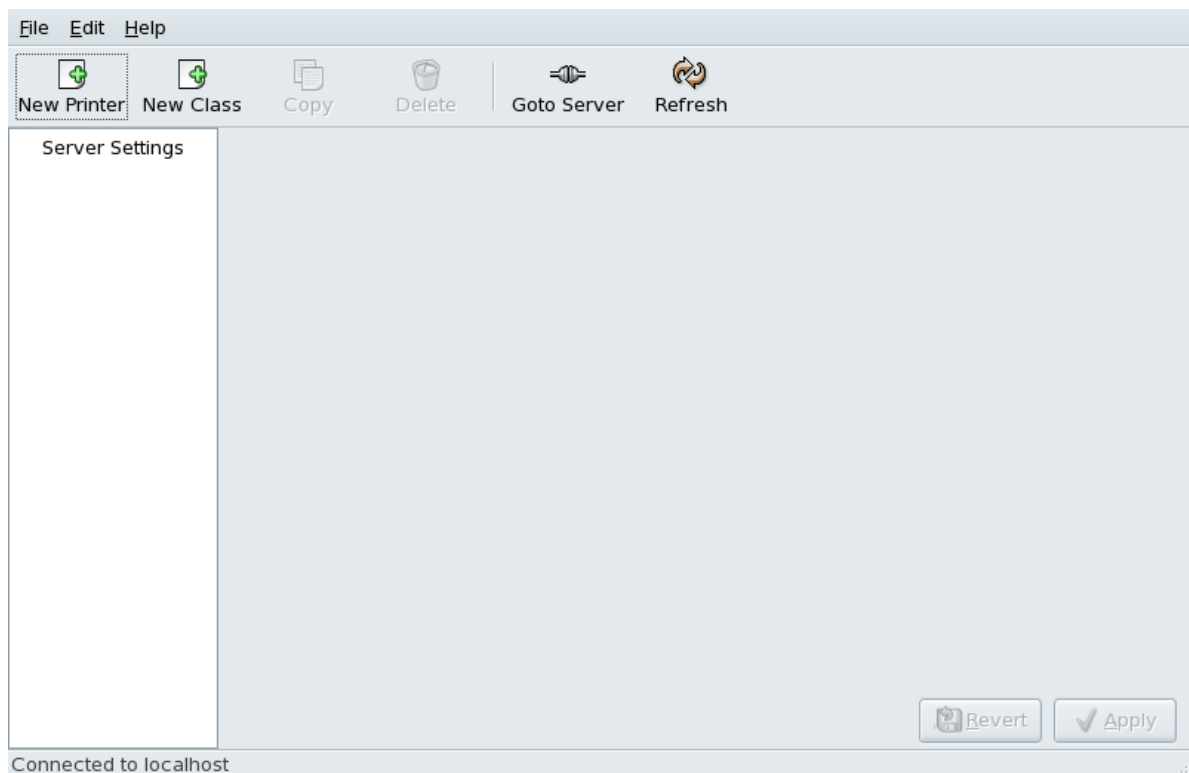 File Edit Help
New Printer New Class Copy Delete Goto Server Refresh
Server Settings
Revert Apply
Connected to localhost